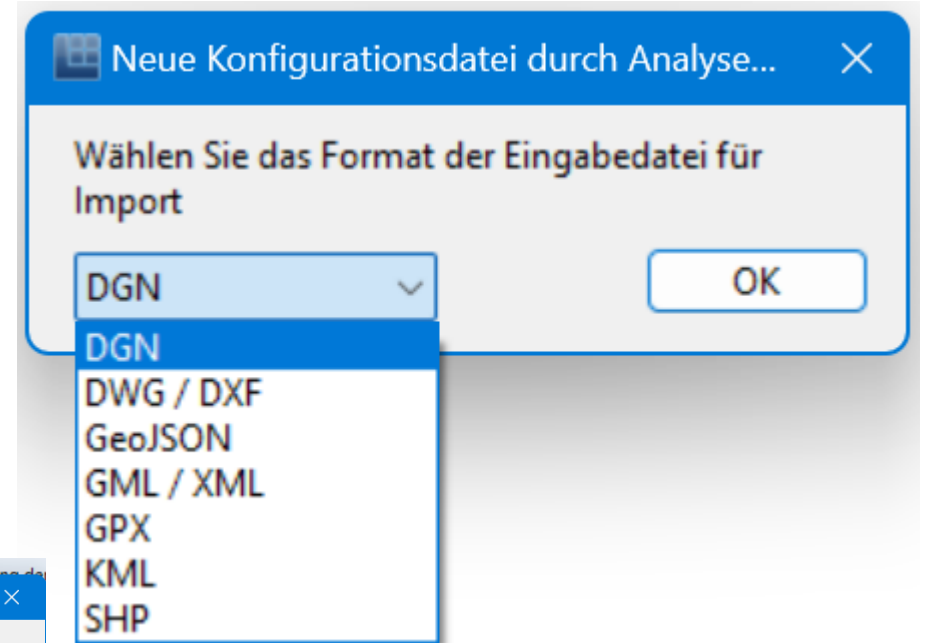 Neue Konfigurationsdatei durch Analyse...
Wählen Sie das Format der Eingabedatei für
Import
DGN
OK
DGN
DWG / DXF
GeoJSON
GML / XML
GPX
KML
SHP